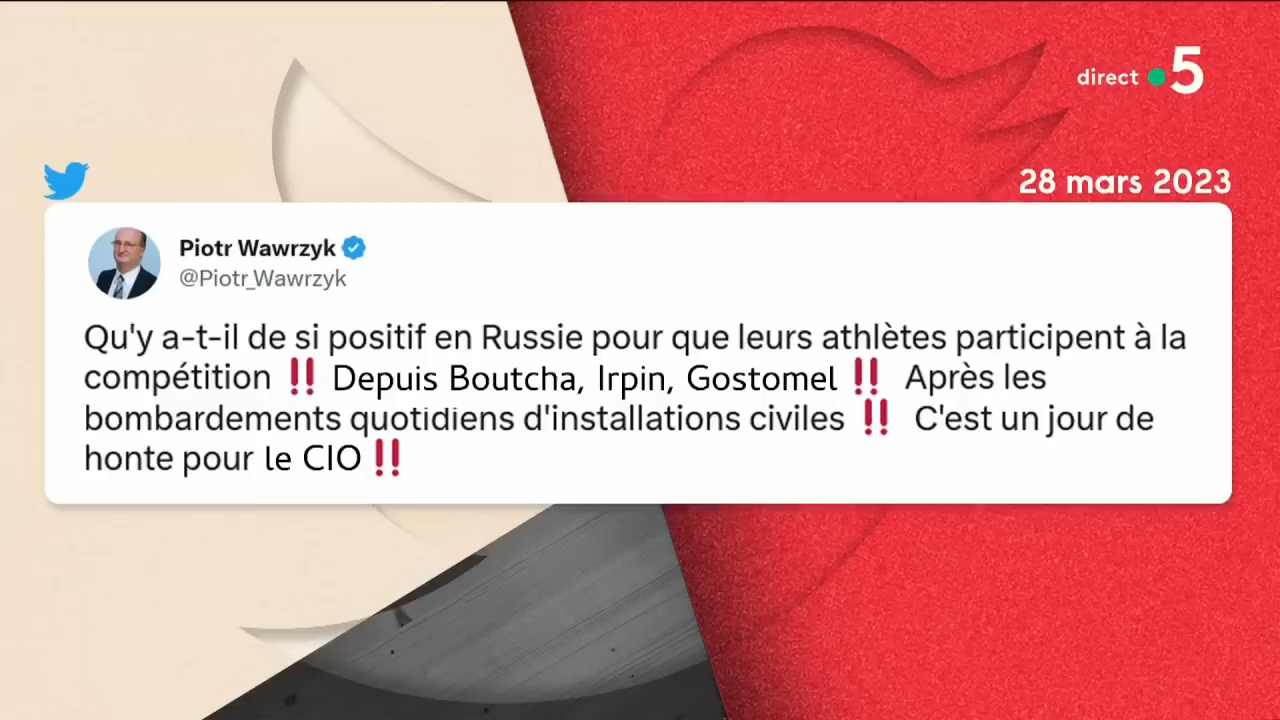 direct 5
28 mars 2023
Piotr Wawrzyk
@Piotr_Wawrzyk
Qu'y a-t-il de si positif en Russie pour que leurs athlètes participent à la
compétition ‼ Depuis Boutcha, Irpin, Gostomel ‼ Après les
bombardements quotidiens d'installations civiles ‼ C'est un jour de
honte pour le CIO ‼